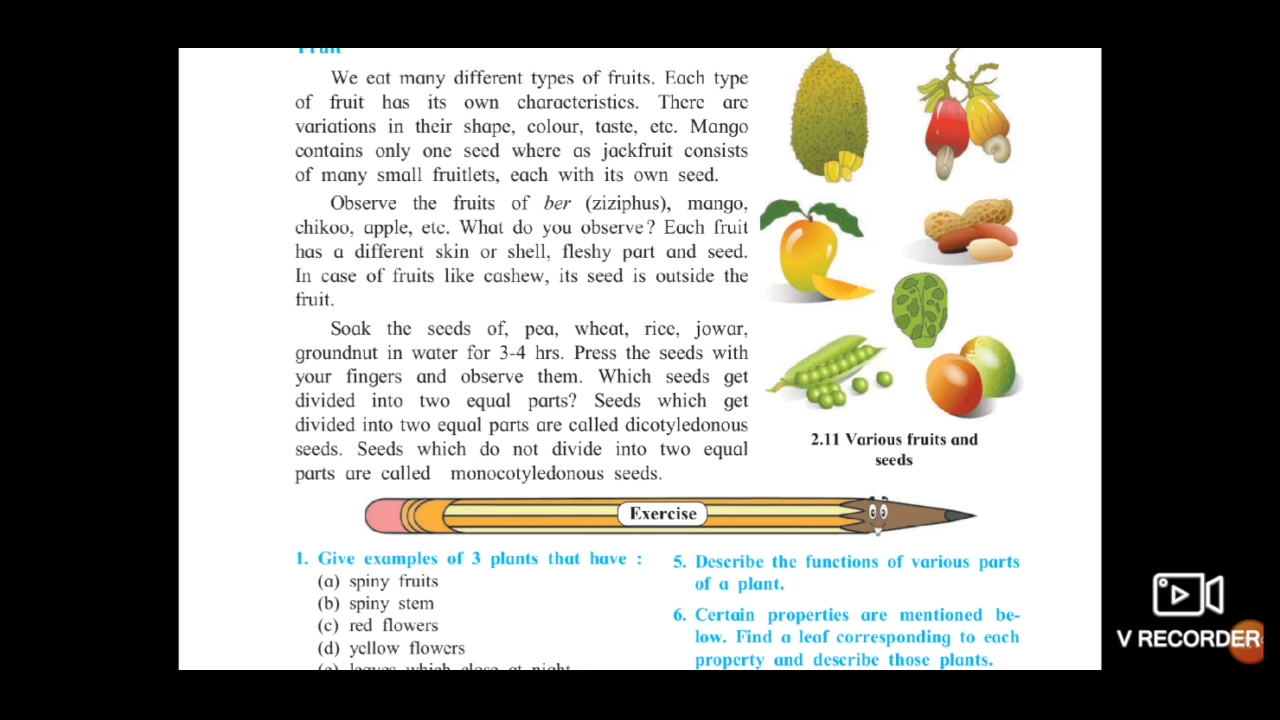 Fruit
We eat many different types of fruits. Each type
of fruit has its own characteristics. There are
variations in their shape, colour, taste, etc. Mango
contains only one seed where as jackfruit consists
of many small fruitlets, each with its own seed.
Observe the fruits of ber (ziziphus), mango,
chikoo, apple, etc. What do you observe? Each fruit
has a different skin or shell, fleshy part and seed.
In case of fruits like cashew, its seed is outside the
fruit.
Soak the seeds of, pea, wheat, rice, jowar,
groundnut in water for 3-4 hrs. Press the seeds with
your fingers and observe them. Which seeds get
divided into two equal parts? Seeds which get
divided into two equal parts are called dicotyledonous
seeds. Seeds which do not divide into two equal
parts are called monocotyledonous seeds.
2.11 Various fruits and
seeds
Exercise
1. Give examples of 3 plants that have :
(a) spiny fruits
(b) spiny stem
(c) red flowers
(d) yellow flowers
(e) leaves which close at night
5. Describe the functions of various parts
of a plant.
6. Certain properties are mentioned be-
low. Find a leaf corresponding to each
property and describe those plants.
V RECORDER